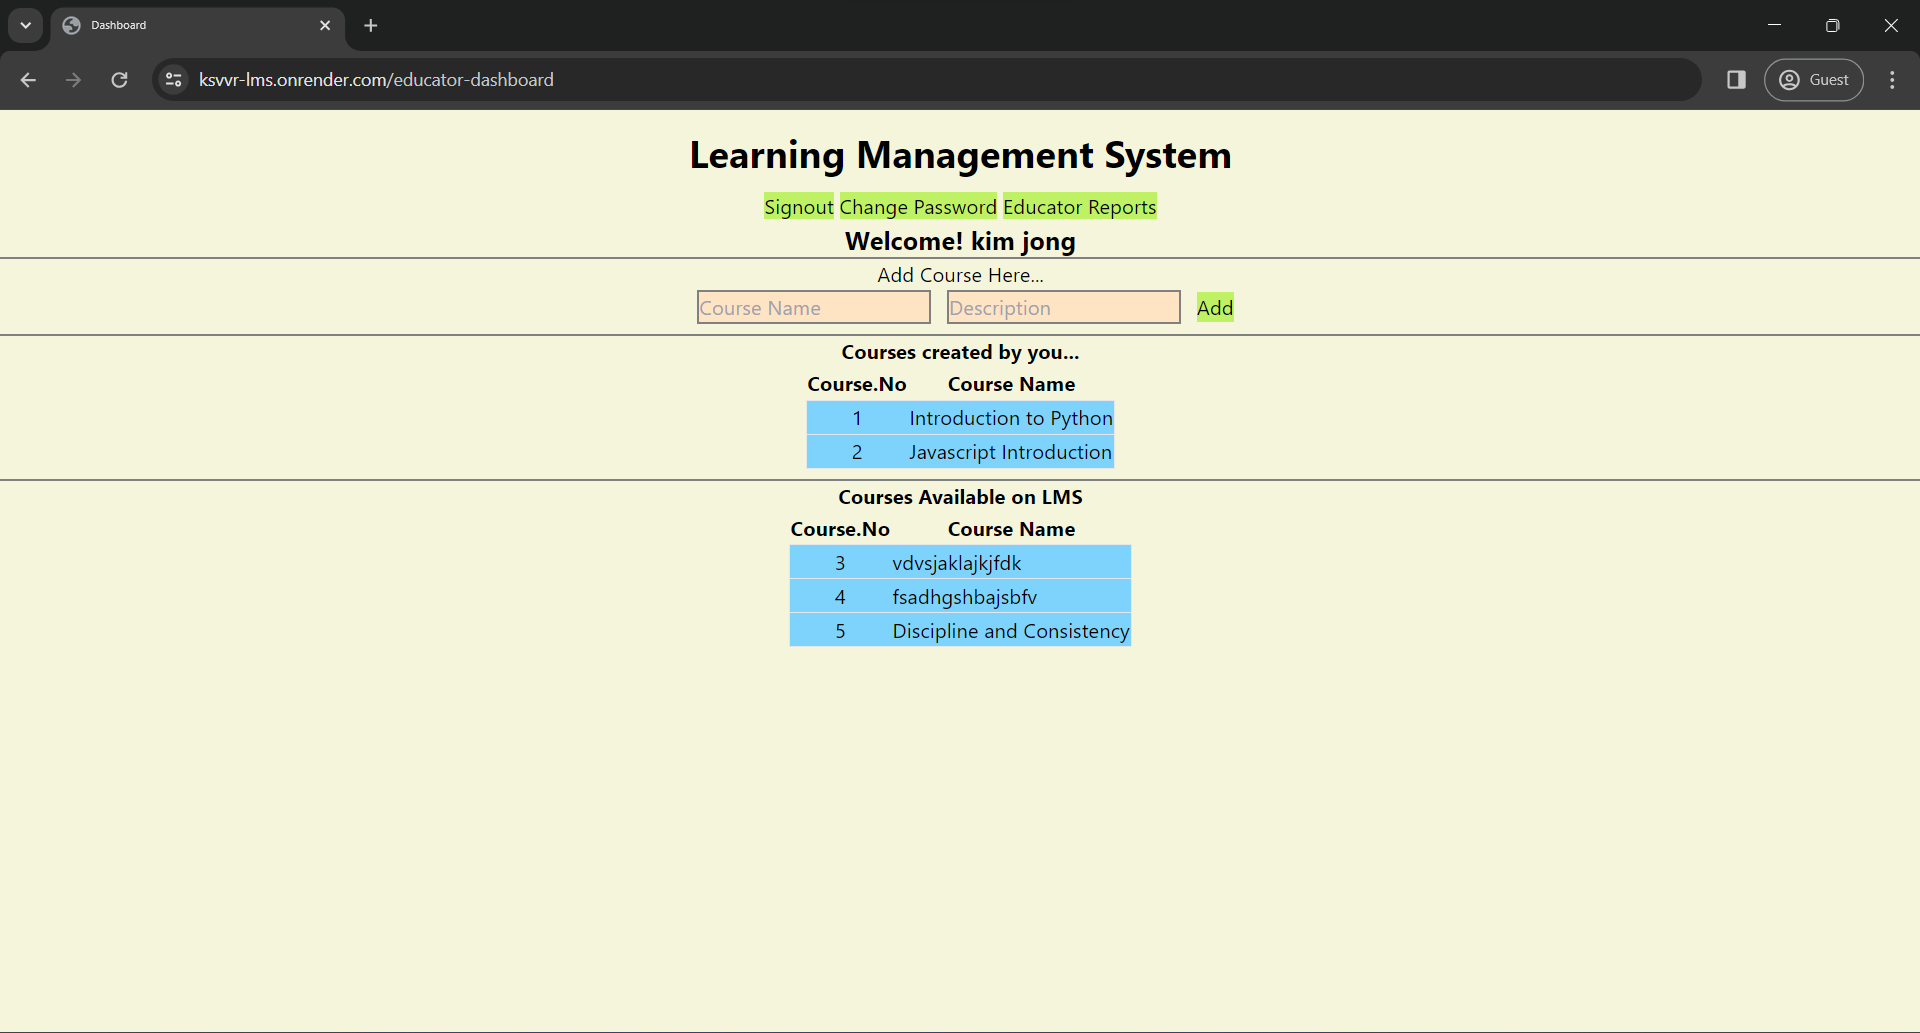 Dashboard
ksvvr-lms.onrender.com/educator-dashboard
Guest
Learning Management System
Signout Change Password Educator Reports
Welcome! kim jong
Add Course Here...
Course Name Description Add
Courses created by you...
Course.No Course Name
1 Introduction to Python
2 Javascript Introduction
Courses Available on LMS
Course.No Course Name
3 vdvsjaklajkjfdk
4 fsadhgshbajsbfv
5 Discipline and Consistency